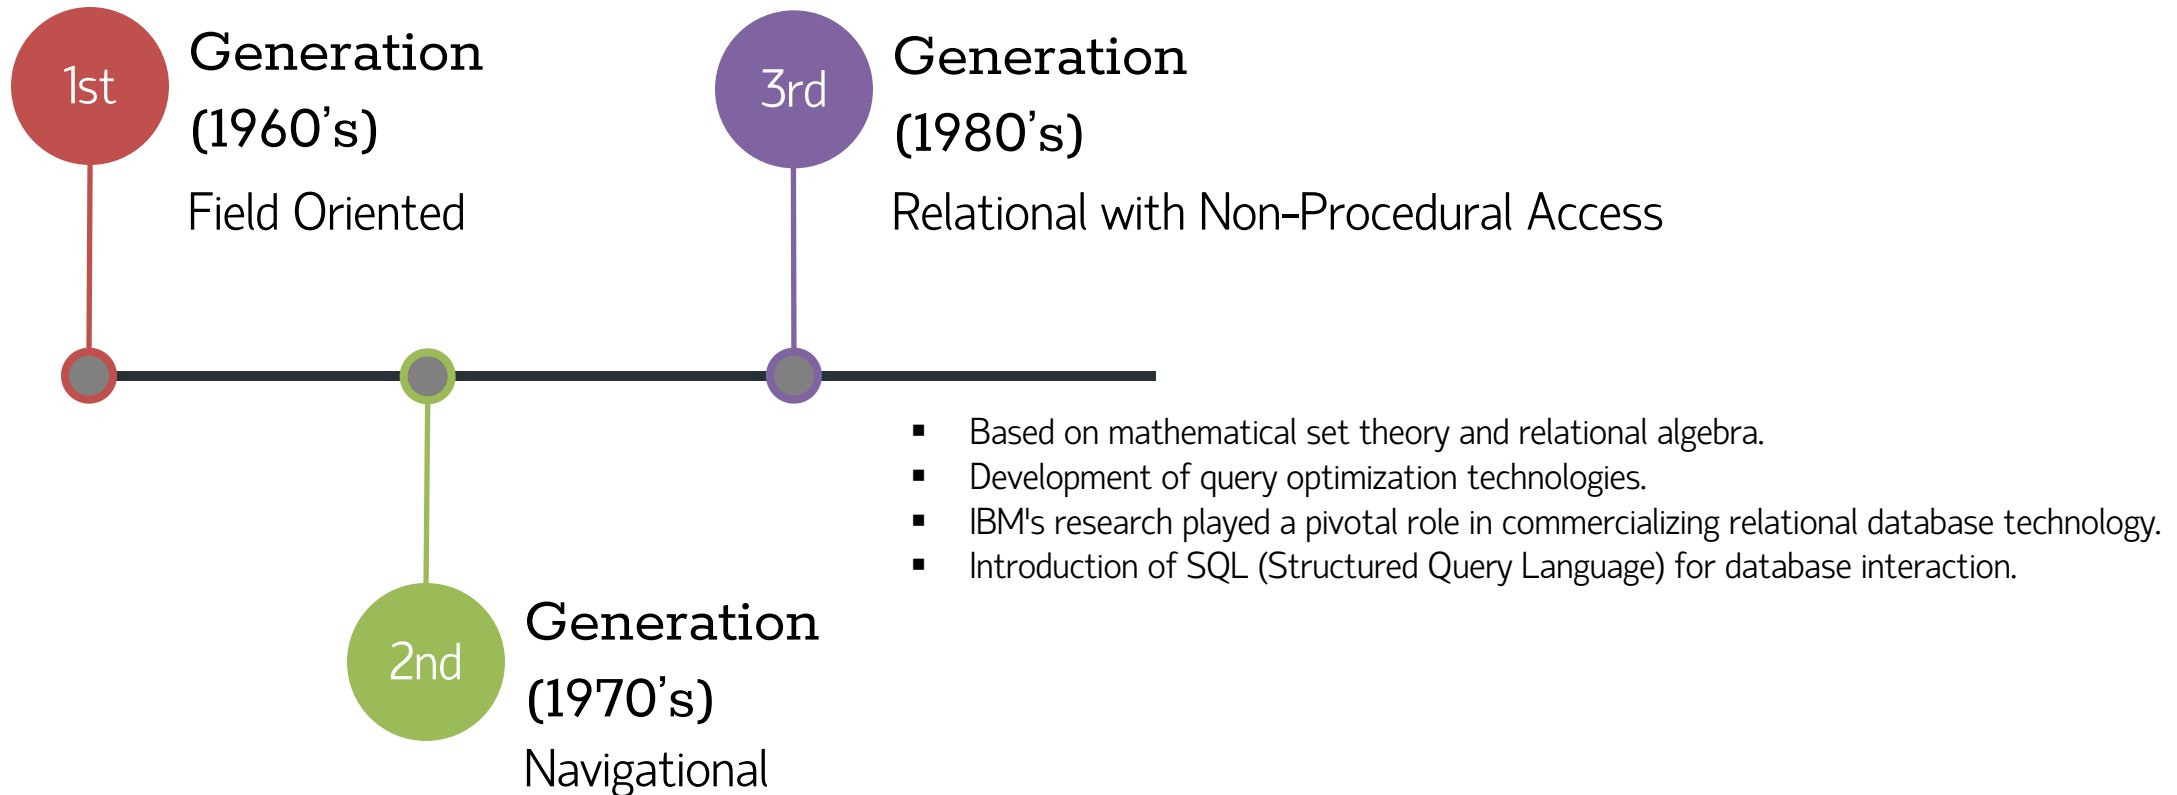 1st
Generation
(1960's)
Field Oriented
2nd
Generation
(1970's)
Navigational
3rd
Generation
(1980's)
Relational with Non-Procedural Access
▪ Based on mathematical set theory and relational algebra.
▪ Development of query optimization technologies.
▪ IBM's research played a pivotal role in commercializing relational database technology.
▪ Introduction of SQL (Structured Query Language) for database interaction.